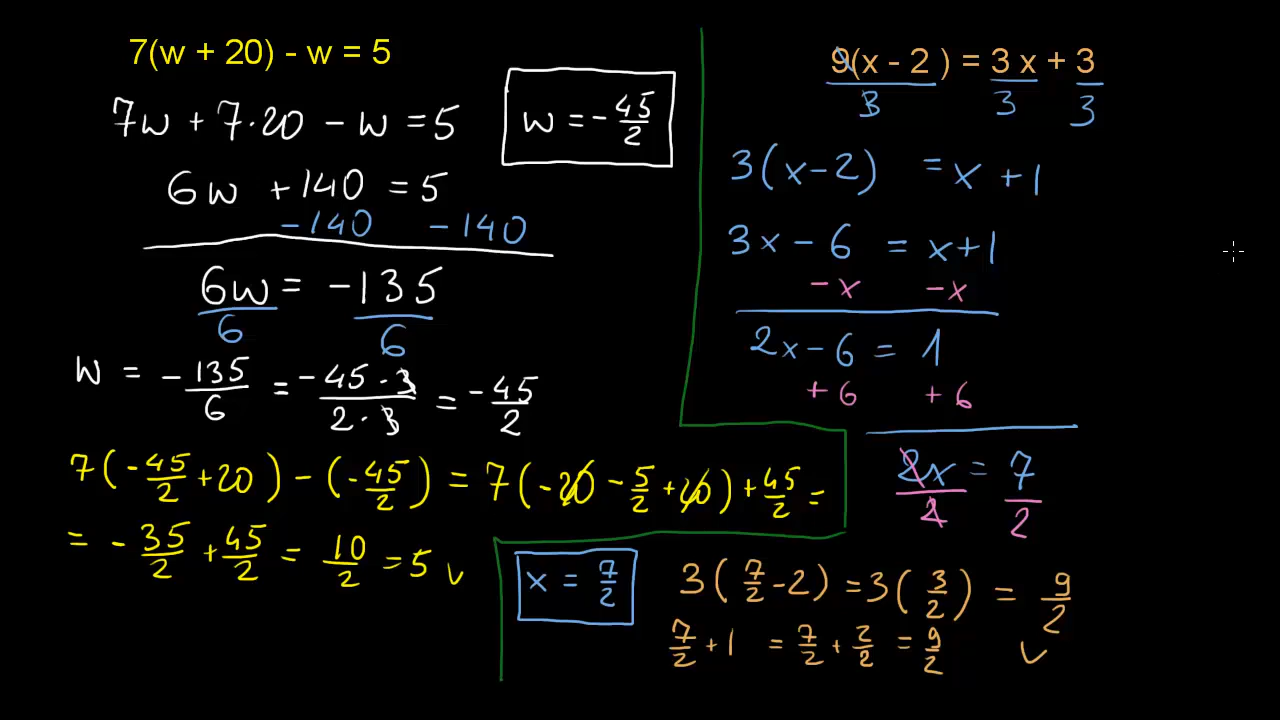 7(w + 20) - w = 5
7w + 7·20 - w = 5
w = -45/2
6w + 140 = 5
-140 -140
6w = -135
6 6
w = -135/6 = -45·3/2·3 = -45/2
7(-45/2 + 20) - (-45/2) = 7(-20 - 5/2 + 20) + 45/2 =
= -35/2 + 45/2 = 10/2 = 5 ✓
9(x - 2) = 3x + 3
3 3 3
3(x - 2) = x + 1
3x - 6 = x + 1
-x -x
2x - 6 = 1
+6 +6
2x = 7
2 2
x = 7/2
3(7/2 - 2) = 3(3/2) = 9/2
7/2 + 1 = 7/2 + 2/2 = 9/2 ✓